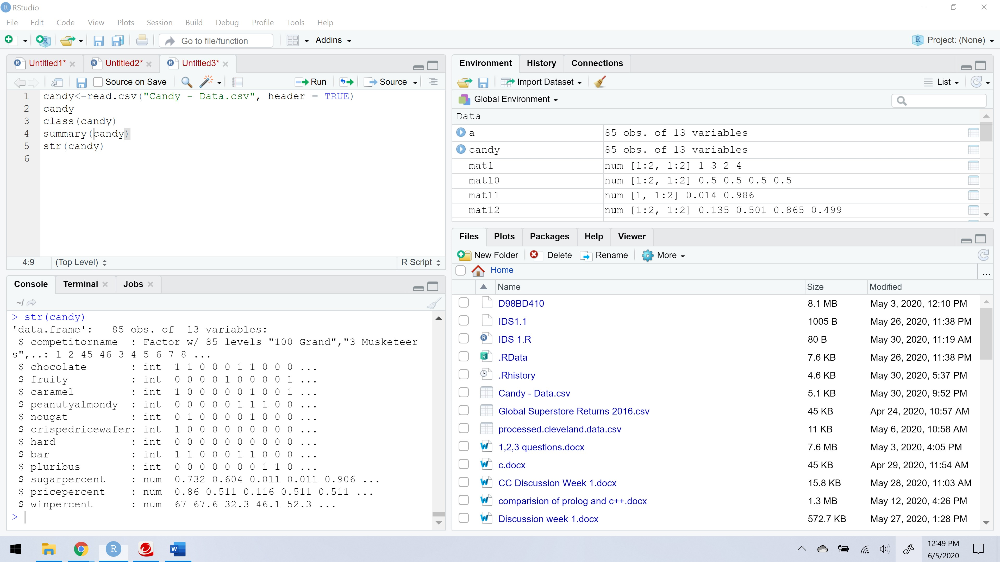 RStudio
File Edit Code View Plots Session Build Debug Profile Tools Help
Go to file/function Addins Project: (None)
Untitled1* Untitled2* Untitled3*
Source on Save Run Source
1 candy<-read.csv("Candy - Data.csv", header = TRUE)
2 candy
3 class(candy)
4 summary(candy)
5 str(candy)
6
4:9 (Top Level) R Script
Console Terminal Jobs
~/
> str(candy)
'data.frame':   85 obs. of  13 variables:
 $ competitorname  : Factor w/ 85 levels "100 Grand","3 Musketeer
s",..: 1 2 45 46 3 4 5 6 7 8 ...
 $ chocolate       : int  1 1 0 0 0 1 1 0 0 0 ...
 $ fruity          : int  0 0 0 0 1 0 0 0 0 1 ...
 $ caramel         : int  1 0 0 0 0 0 1 0 0 1 ...
 $ peanutyalmondy  : int  0 0 0 0 0 1 1 1 0 0 ...
 $ nougat          : int  0 1 0 0 0 0 1 0 0 0 ...
 $ crispedricewafer: int  1 0 0 0 0 0 0 0 0 0 ...
 $ hard            : int  0 0 0 0 0 0 0 0 0 0 ...
 $ bar             : int  1 1 0 0 0 1 1 0 0 0 ...
 $ pluribus        : int  0 0 0 0 0 0 0 1 1 0 ...
 $ sugarpercent    : num  0.732 0.604 0.011 0.011 0.906 ...
 $ pricepercent    : num  0.86 0.511 0.116 0.511 0.511 ...
 $ winpercent      : num  67 67.6 32.3 46.1 52.3 ...
>
Environment History Connections
Import Dataset List
Global Environment
Data
a 85 obs. of 13 variables
candy 85 obs. of 13 variables
mat1 num [1:2, 1:2] 1 3 2 4
mat10 num [1:2, 1:2] 0.5 0.5 0.5 0.5
mat11 num [1, 1:2] 0.014 0.986
mat12 num [1:2, 1:2] 0.135 0.501 0.865 0.499
Files Plots Packages Help Viewer
New Folder Delete Rename More
Home ...
Name Size Modified
D98BD410 8.1 MB May 3, 2020, 12:10 PM
IDS1.1 1005 B May 26, 2020, 11:38 PM
IDS 1.R 80 B May 30, 2020, 11:19 AM
.RData 7.6 KB May 26, 2020, 11:38 PM
.Rhistory 4.6 KB May 30, 2020, 5:37 PM
Candy - Data.csv 5.1 KB May 30, 2020, 9:52 PM
Global Superstore Returns 2016.csv 45 KB Apr 24, 2020, 10:57 AM
processed.cleveland.data.csv 11 KB May 6, 2020, 10:58 AM
1,2,3 questions.docx 7.6 MB May 3, 2020, 4:05 PM
c.docx 45 KB Apr 29, 2020, 11:54 AM
CC Discussion Week 1.docx 15.8 KB May 28, 2020, 11:03 AM
comparision of prolog and c++.docx 1.3 MB May 12, 2020, 4:26 PM
Discussion week 1.docx 572.7 KB May 27, 2020, 1:28 PM
12:49 PM
6/5/2020